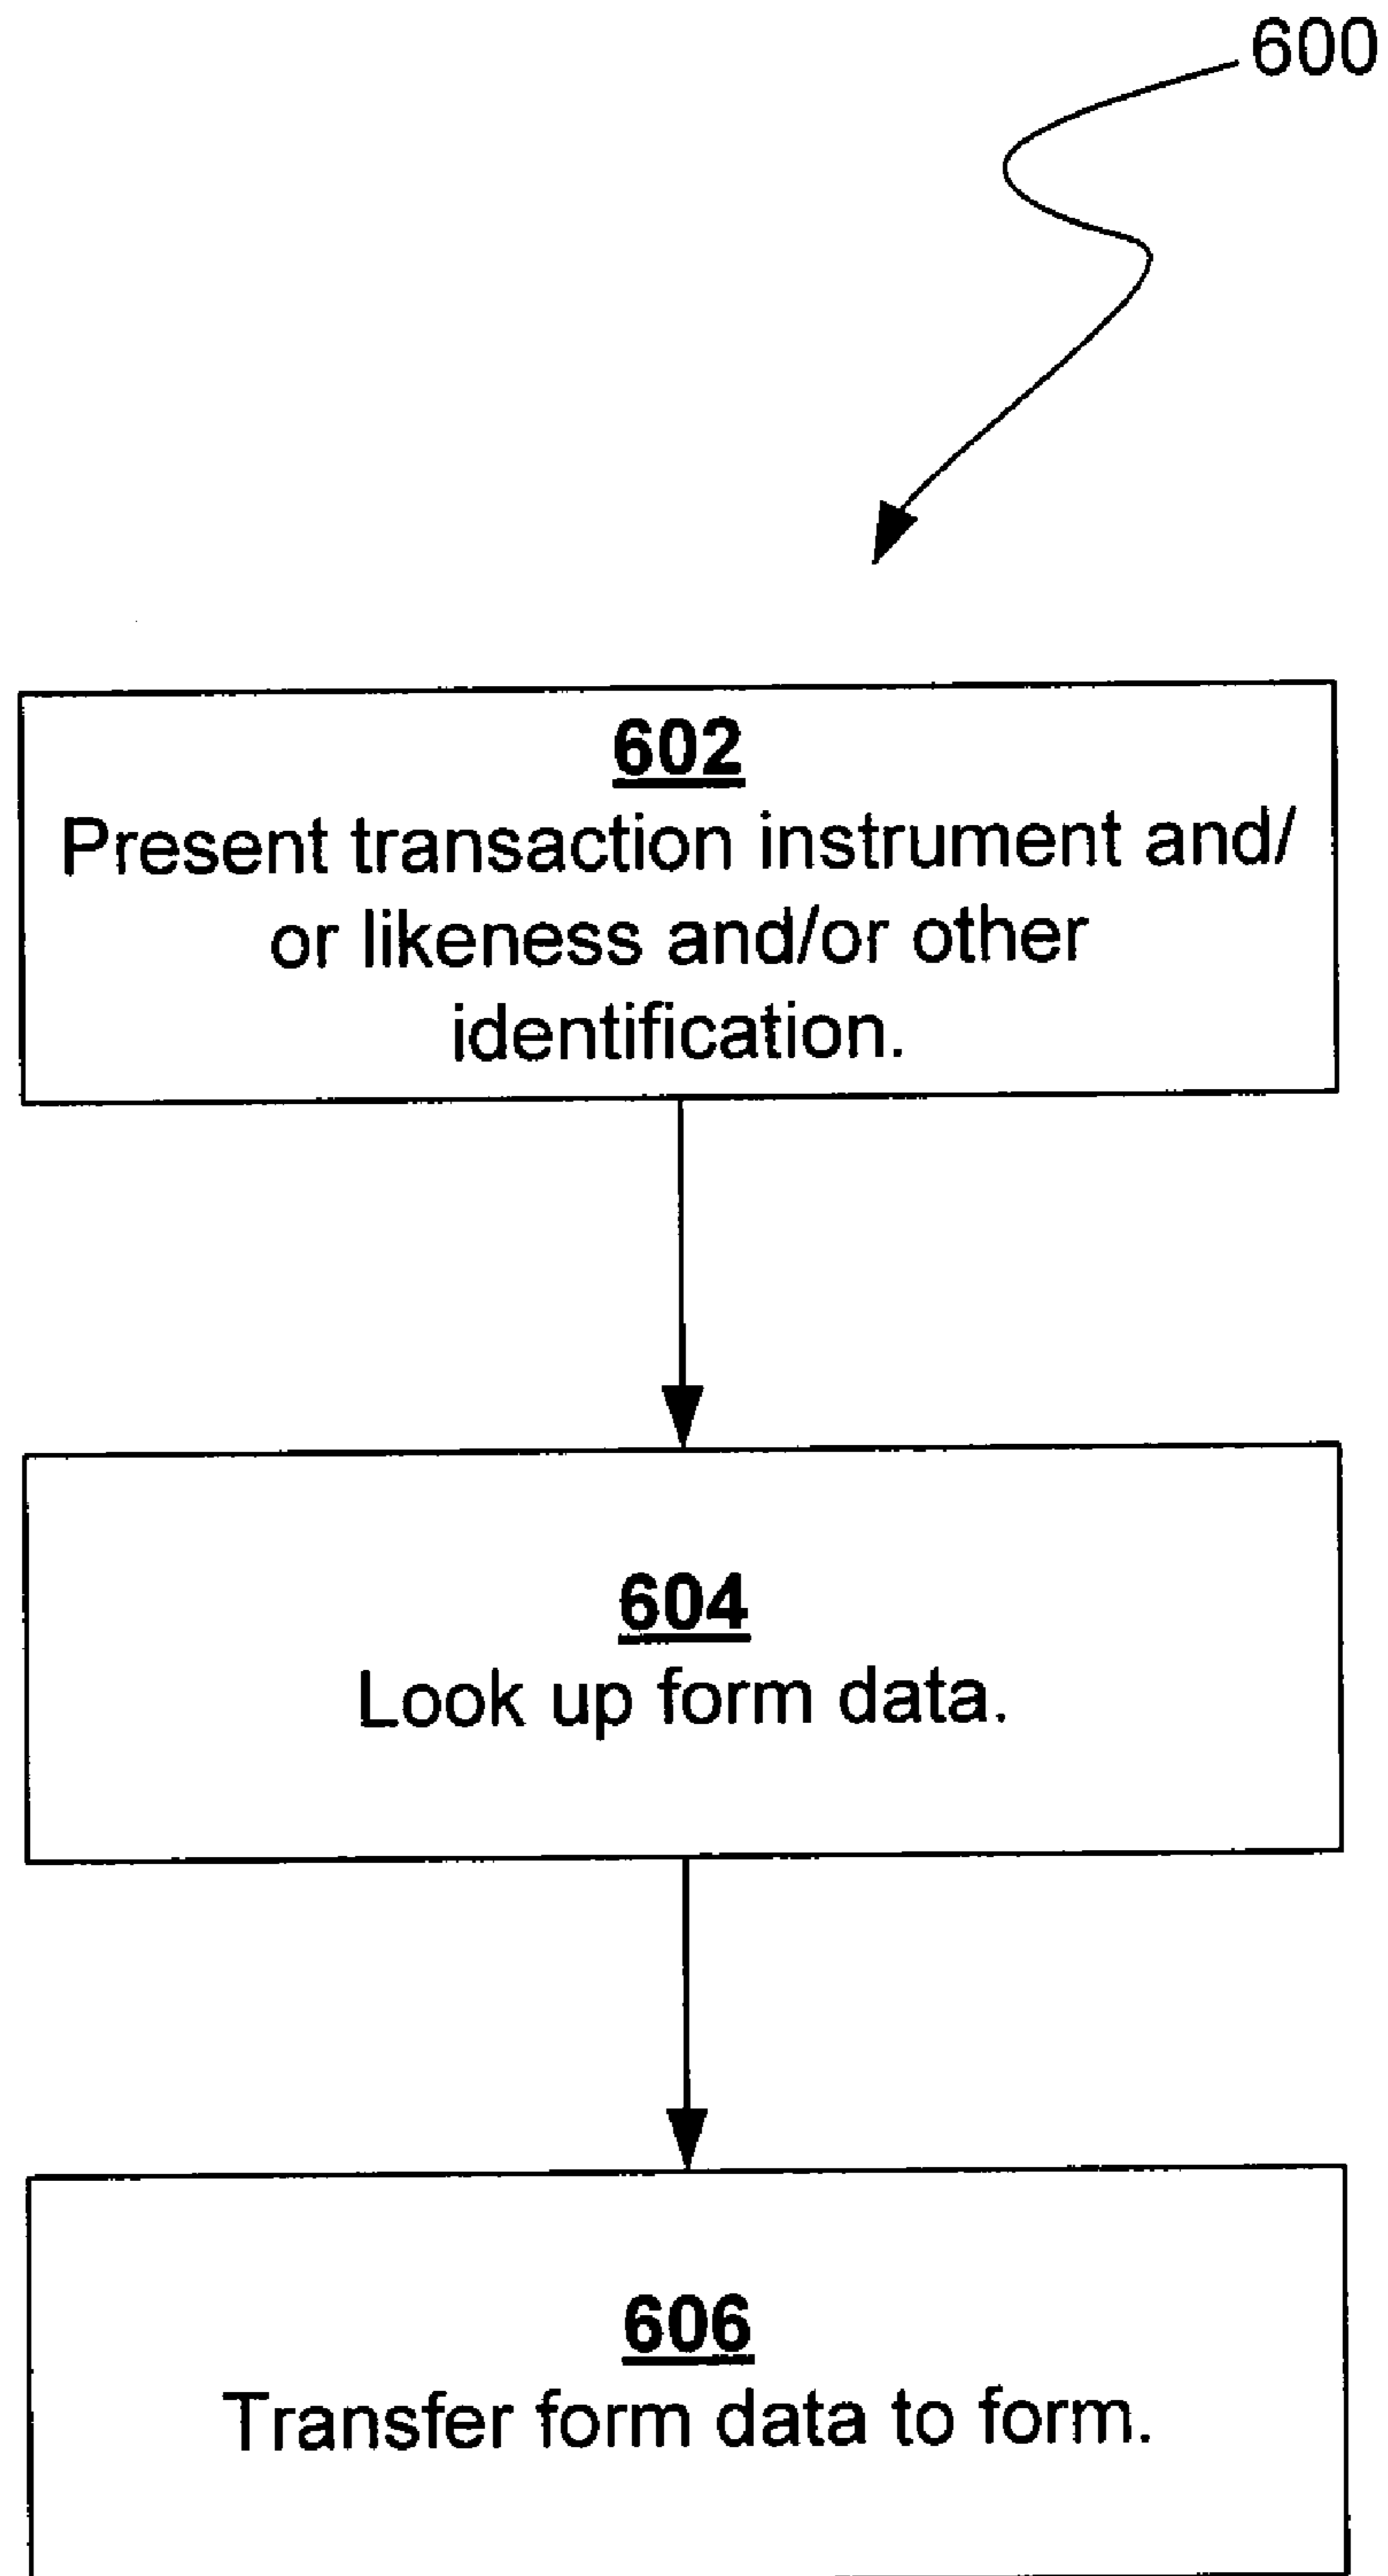 600
602
Present transaction instrument and/
or likeness and/or other
identification.
604
Look up form data.
606
Transfer form data to form.